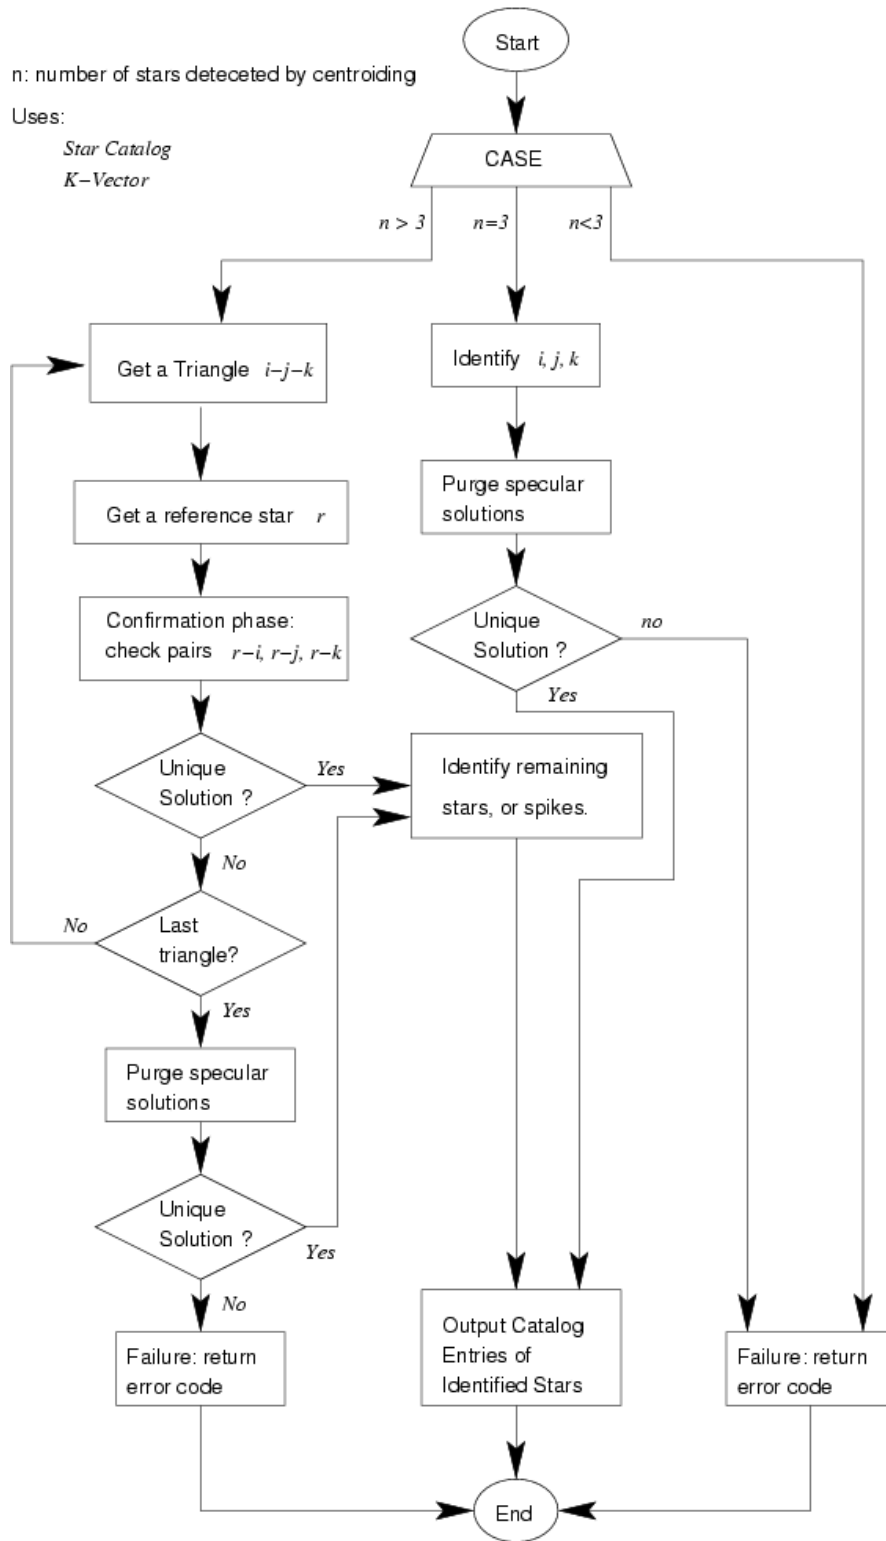 Start
n: number of stars deteceted by centroiding
Uses:
Star Catalog
K-Vector
CASE
n > 3
n=3
n<3
Get a Triangle i-j-k
Identify i, j, k
Get a reference star r
Purge specular
solutions
Confirmation phase:
check pairs r-i, r-j, r-k
Unique
Solution ?
no
Yes
Unique
Solution ?
Yes
Identify remaining
stars, or spikes.
No
Last
triangle?
No
Yes
Purge specular
solutions
Unique
Solution ?
Yes
No
Failure: return
error code
Output Catalog
Entries of
Identified Stars
Failure: return
error code
End